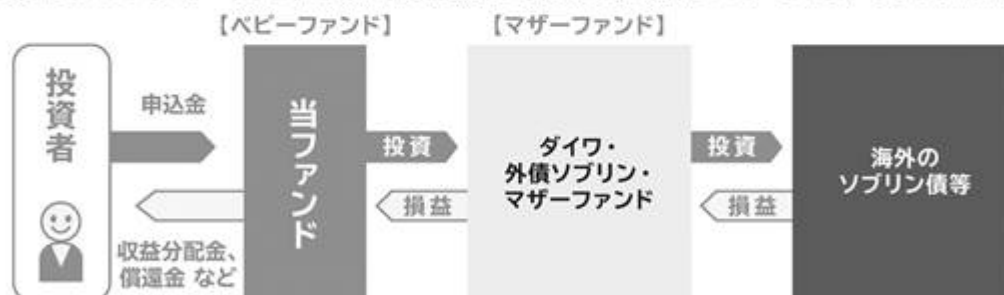 【ベビーファンド】
【マザーファンド】
投資者
申込金
収益分配金、
償還金 など
当ファンド
投資
損益
ダイワ・
外債ソブリン・
マザーファンド
投資
損益
海外の
ソブリン債等